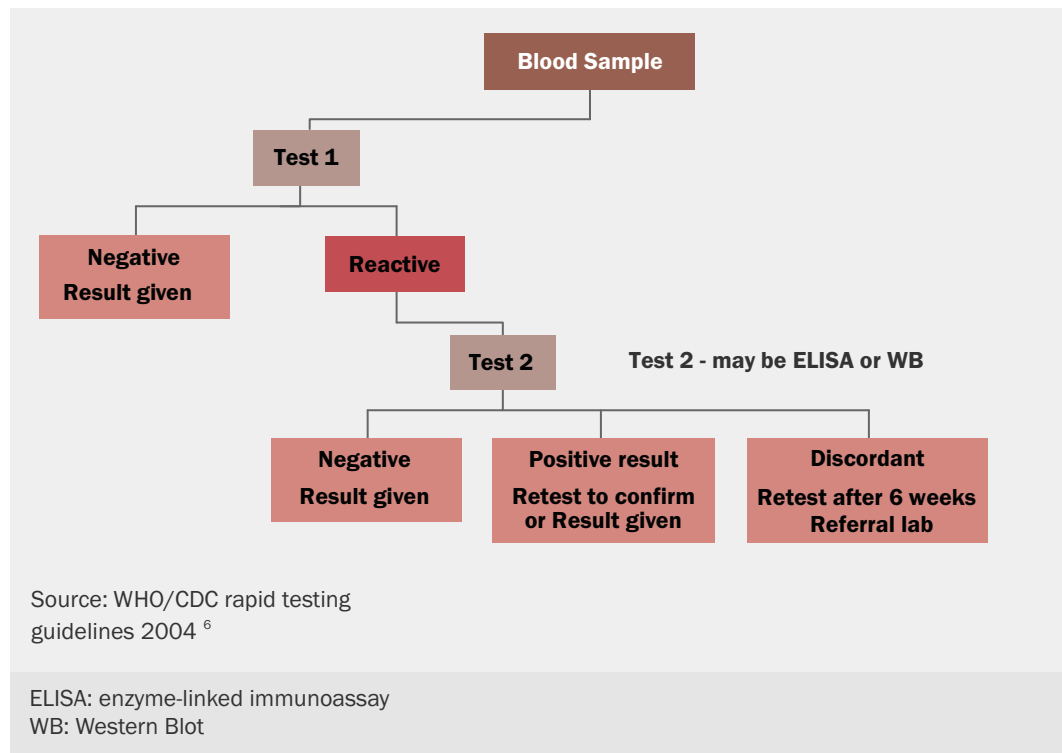 Blood Sample
Test 1
Negative
Result given
Reactive
Test 2
Test 2 - may be ELISA or WB
Negative
Result given
Positive result
Retest to confirm
or Result given
Discordant
Retest after 6 weeks
Referral lab
Source: WHO/CDC rapid testing
guidelines 2004 6
ELISA: enzyme-linked immunoassay
WB: Western Blot